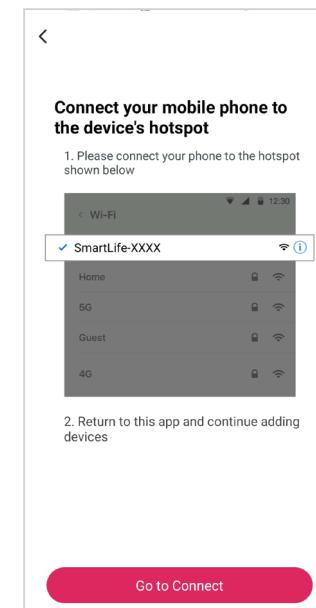 Connect your mobile phone to
the device's hotspot
1. Please connect your phone to the hotspot
shown below
12:30
< Wi-Fi
SmartLife-XXXX
Home
5G
Guest
4G
2. Return to this app and continue adding
devices
Go to Connect